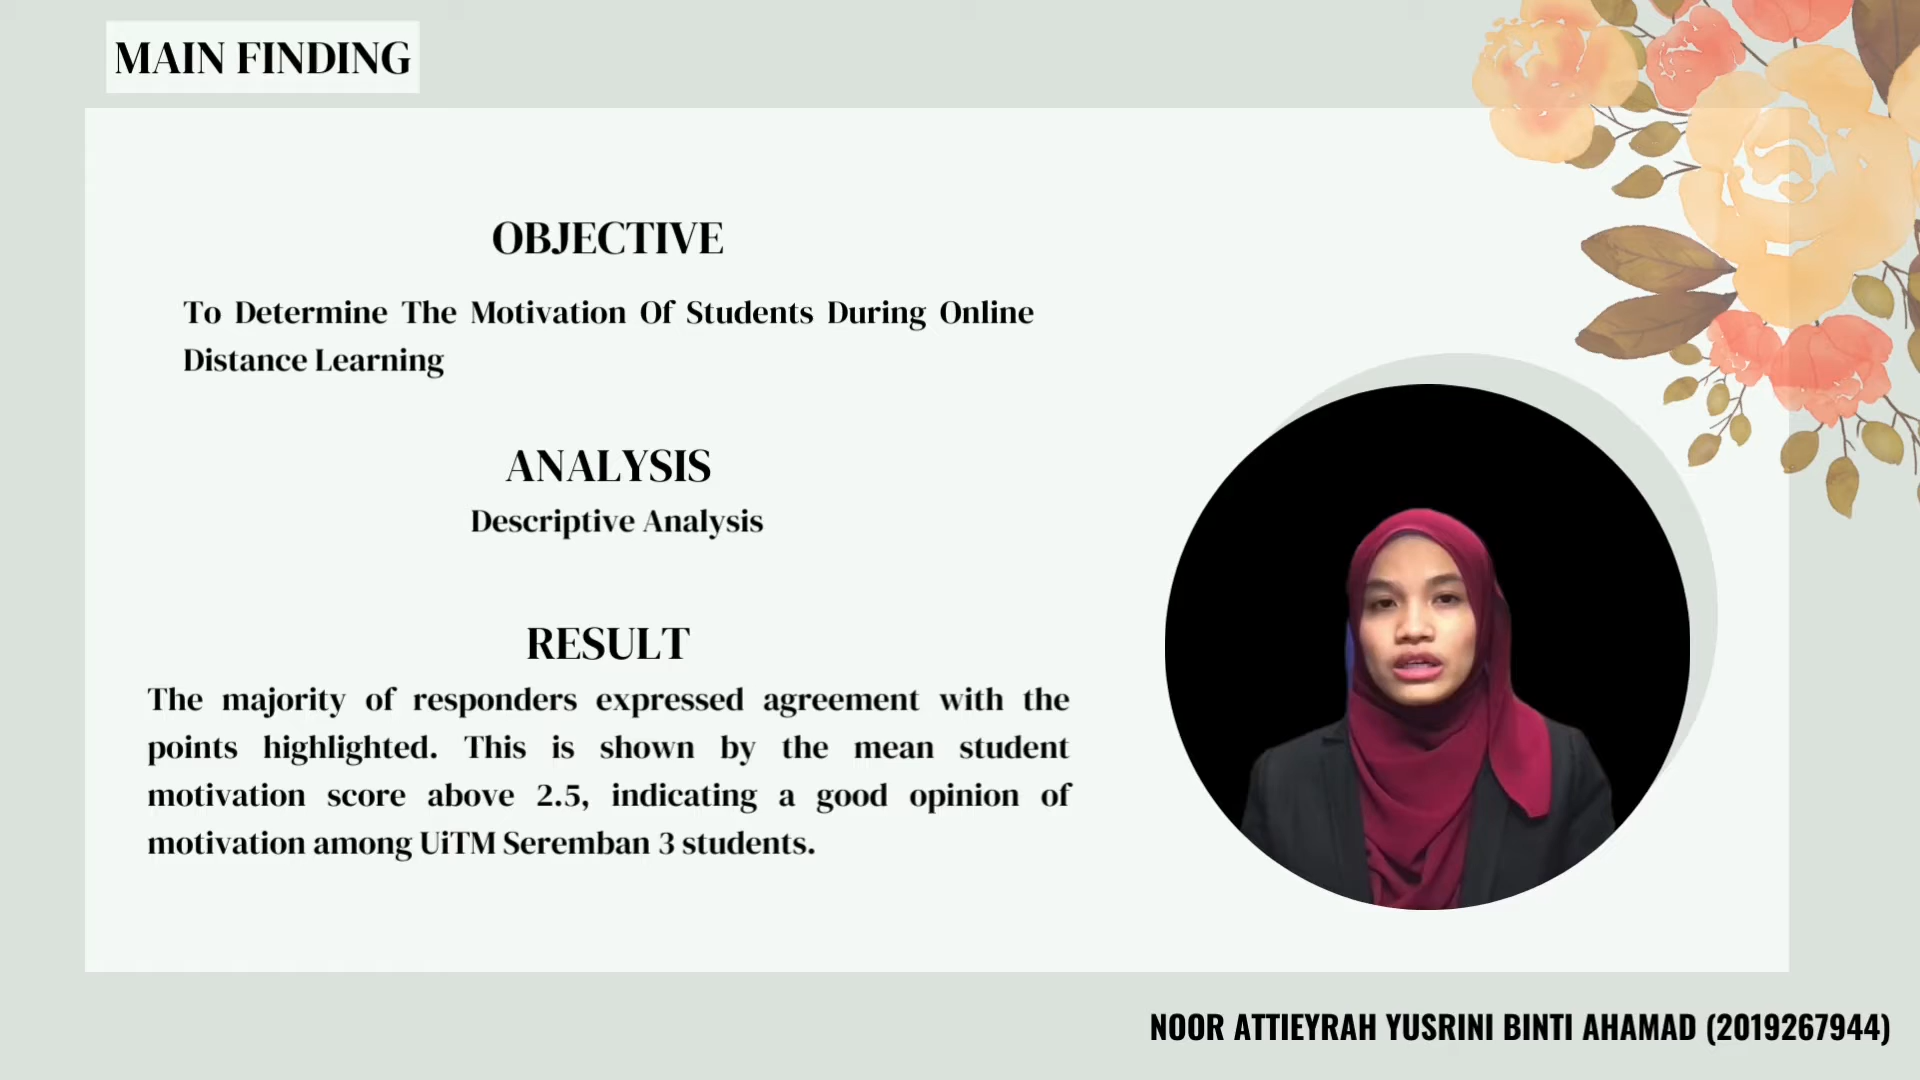 MAIN FINDING
OBJECTIVE
To Determine The Motivation Of Students During Online
Distance Learning
ANALYSIS
Descriptive Analysis
RESULT
The majority of responders expressed agreement with the
points highlighted. This is shown by the mean student
motivation score above 2.5, indicating a good opinion of
motivation among UiTM Seremban 3 students.
NOOR ATTIEYRAH YUSRINI BINTI AHAMAD (2019267944)